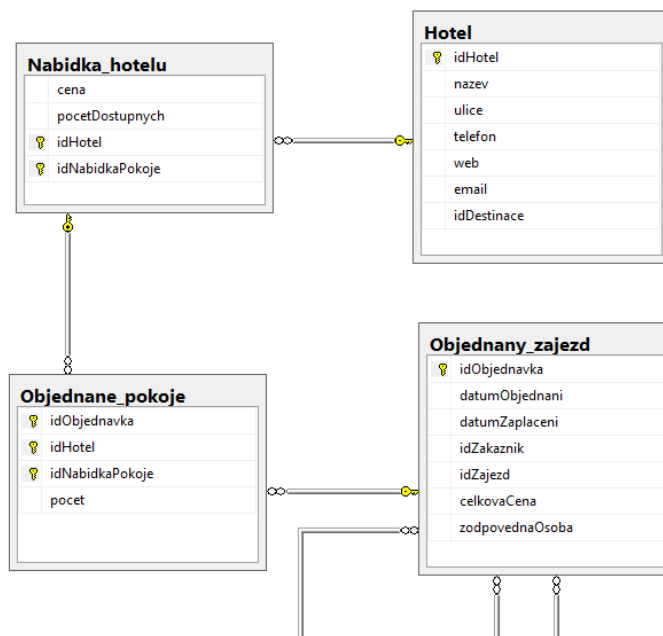 Nabidka_hotelu
cena
pocetDostupnych
idHotel
idNabidkaPokoje
Hotel
idHotel
nazev
ulice
telefon
web
email
idDestinace
Objednane_pokoje
idObjednavka
idHotel
idNabidkaPokoje
pocet
Objednany_zajezd
idObjednavka
datumObjednani
datumZaplaceni
idZakaznik
idZajezd
celkovaCena
zodpovednaOsoba